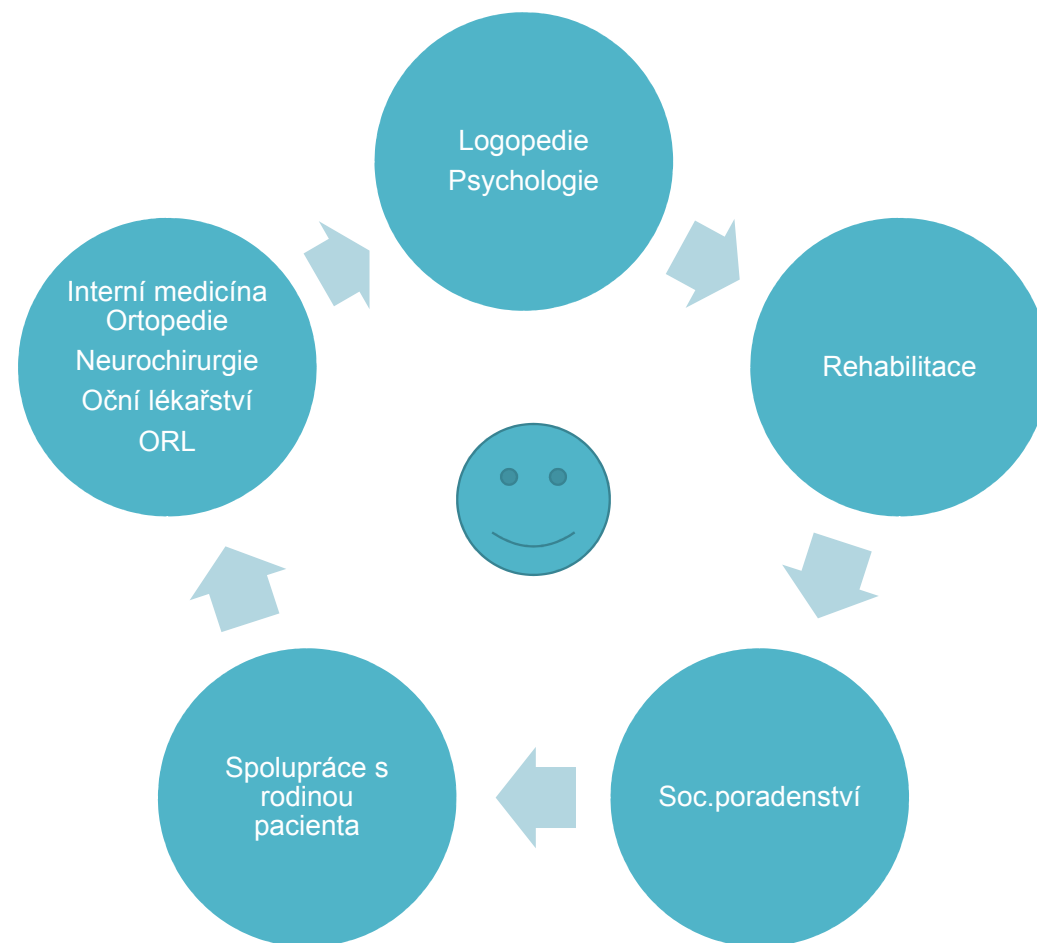 Logopedie
Psychologie
Interní medicína
Ortopedie
Neurochirurgie
Oční lékařství
ORL
Rehabilitace
Spolupráce s
rodinou
pacienta
Soc.poradenství